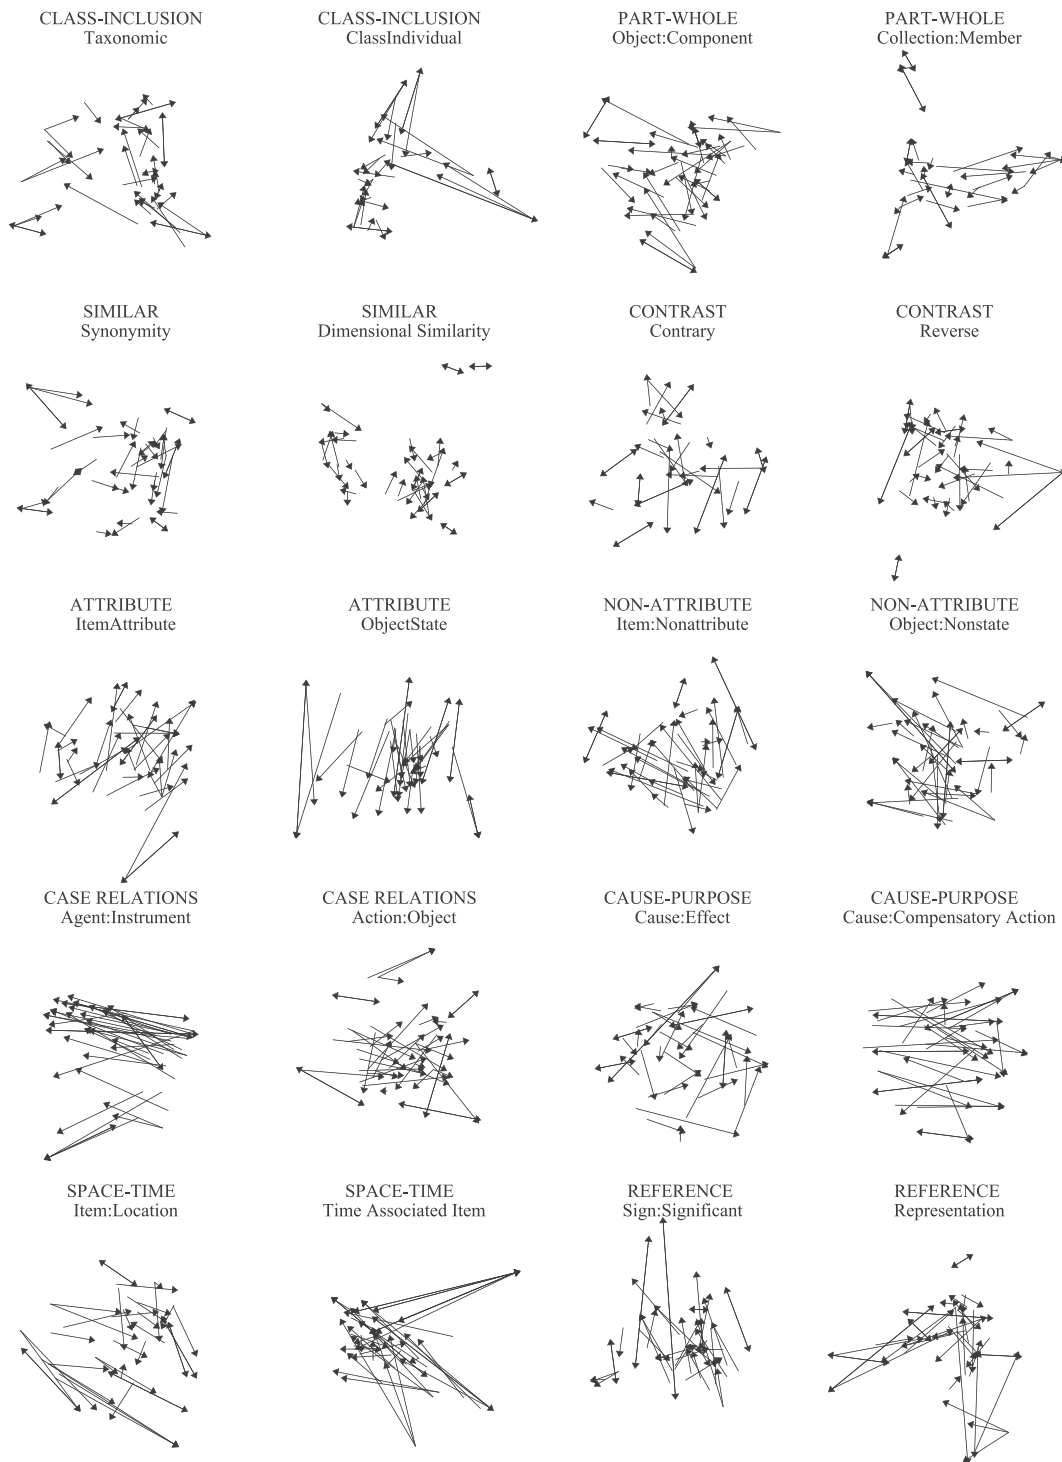 CLASS-INCLUSION
Taxonomic
CLASS-INCLUSION
ClassIndividual
PART-WHOLE
Object:Component
PART-WHOLE
Collection:Member
SIMILAR
Synonymity
SIMILAR
Dimensional Similarity
CONTRAST
Contrary
CONTRAST
Reverse
ATTRIBUTE
ItemAttribute
ATTRIBUTE
ObjectState
NON-ATTRIBUTE
Item:Nonattribute
NON-ATTRIBUTE
Object:Nonstate
CASE RELATIONS
Agent:Instrument
CASE RELATIONS
Action:Object
CAUSE-PURPOSE
Cause:Effect
CAUSE-PURPOSE
Cause:Compensatory Action
SPACE-TIME
Item:Location
SPACE-TIME
Time Associated Item
REFERENCE
Sign:Significant
REFERENCE
Representation